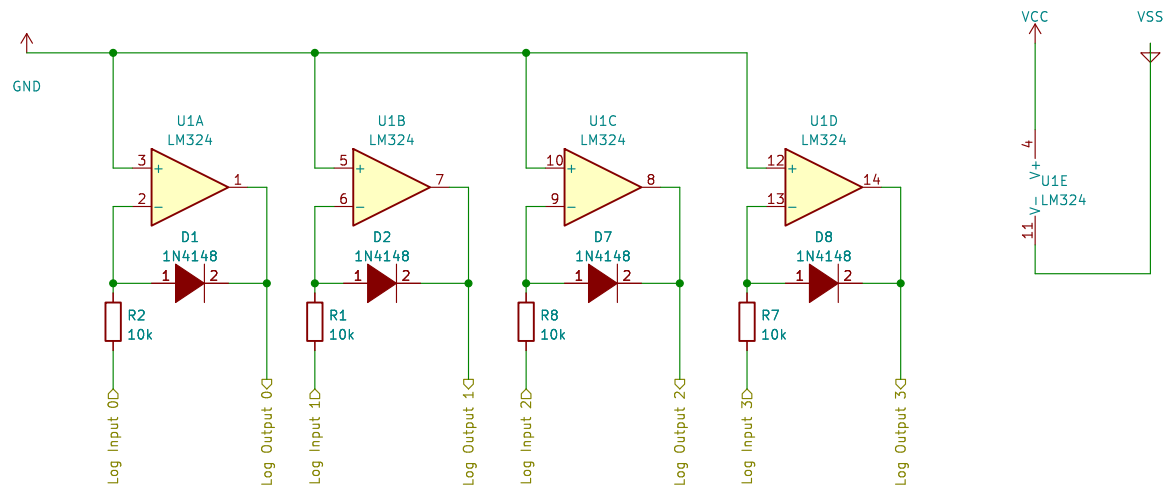 VCC
VSS
GND
U1A
LM324
U1B
LM324
U1C
LM324
U1D
LM324
3
+
1
2
−
5
+
7
6
−
10
+
8
9
−
12
+
14
13
−
4
V+
U1E
LM324
V−
11
D1
1N4148
1
2
D2
1N4148
1
2
D7
1N4148
1
2
D8
1N4148
1
2
R2
10k
R1
10k
R8
10k
R7
10k
Log Input 0
Log Output 0
Log Input 1
Log Output 1
Log Input 2
Log Output 2
Log Input 3
Log Output 3